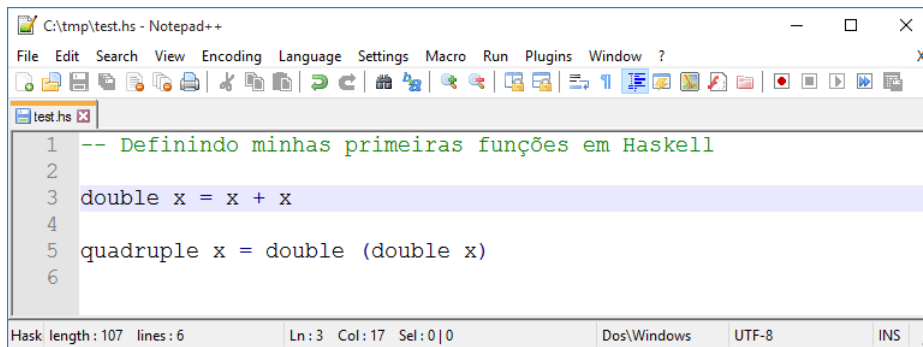 C:\tmp\test.hs - Notepad++
File Edit Search View Encoding Language Settings Macro Run Plugins Window ? X
test.hs
1 -- Definindo minhas primeiras funções em Haskell
2
3 double x = x + x
4
5 quadruple x = double (double x)
6
Hask length : 107 lines : 6 Ln : 3 Col : 17 Sel : 0 | 0 Dos\Windows UTF-8 INS